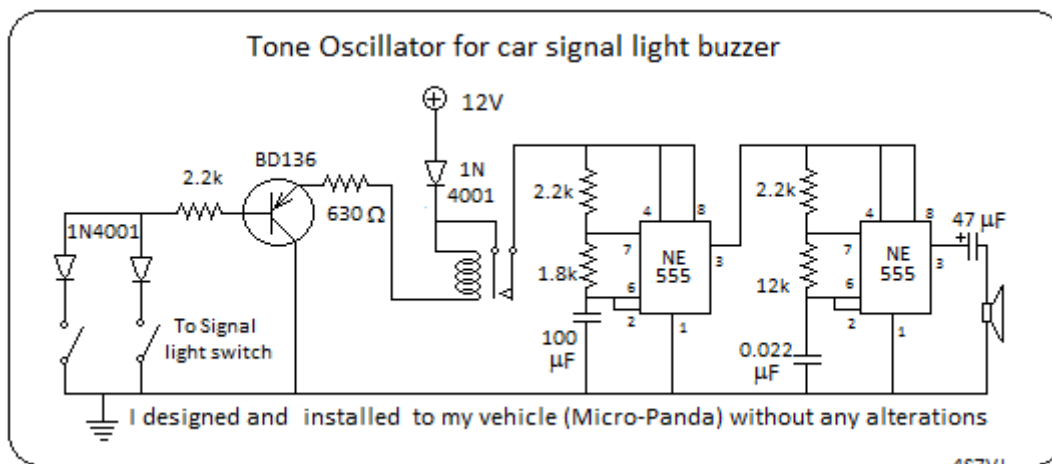 Tone Oscillator for car signal light buzzer
12V
BD136
2.2k
1N
4001
630 Ω
1N4001
To Signal
light switch
2.2k
1.8k
100
μF
4
8
7
6
2
NE
555
3
1
2.2k
12k
0.022
μF
4
8
7
6
2
NE
555
3
1
47 μF
+
I designed and installed to my vehicle (Micro-Panda) without any alterations